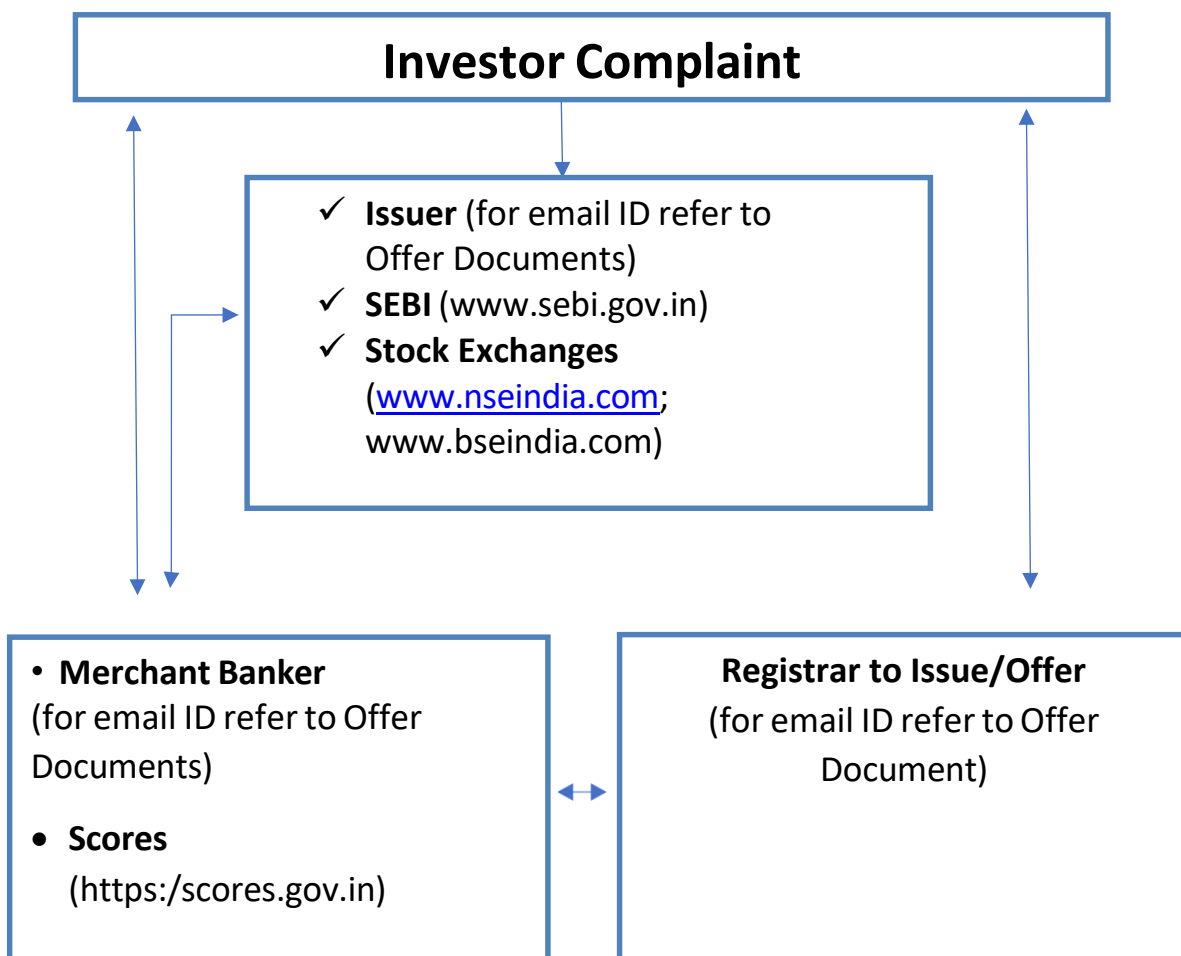 Investor Complaint
✓ Issuer (for email ID refer to
Offer Documents)
✓ SEBI (www.sebi.gov.in)
✓ Stock Exchanges
(www.nseindia.com;
www.bseindia.com)
• Merchant Banker
(for email ID refer to Offer
Documents)
• Scores
(https:/scores.gov.in)
Registrar to Issue/Offer
(for email ID refer to Offer
Document)